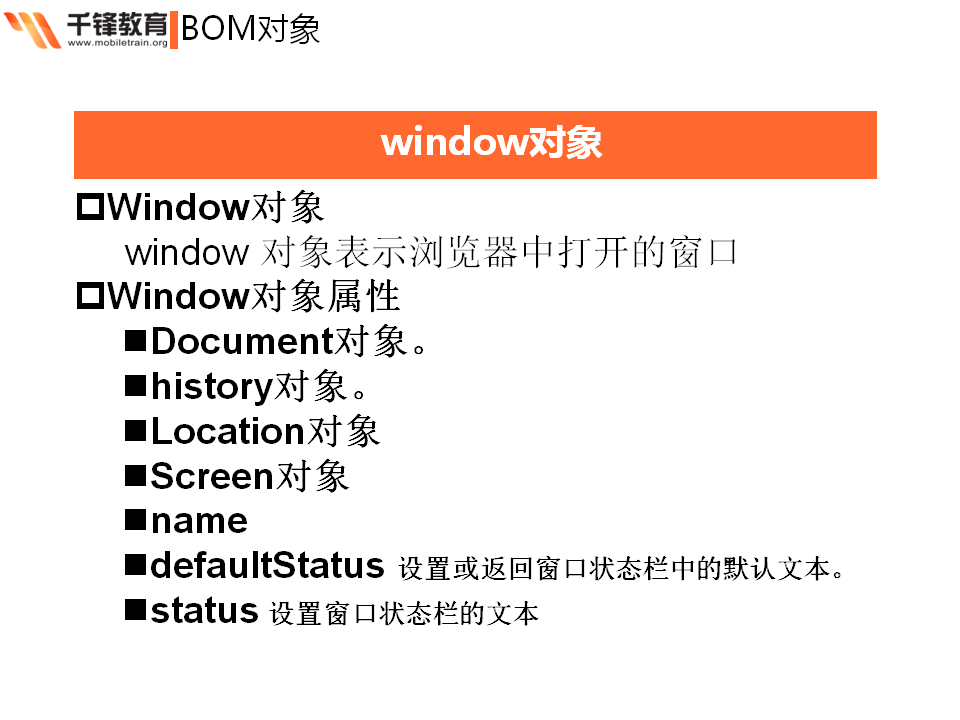 千锋教育
www.mobiletrain.org
BOM对象
window对象
Window对象
window 对象表示浏览器中打开的窗口
Window对象属性
Document对象。
history对象。
Location对象
Screen对象
name
defaultStatus 设置或返回窗口状态栏中的默认文本。
status 设置窗口状态栏的文本